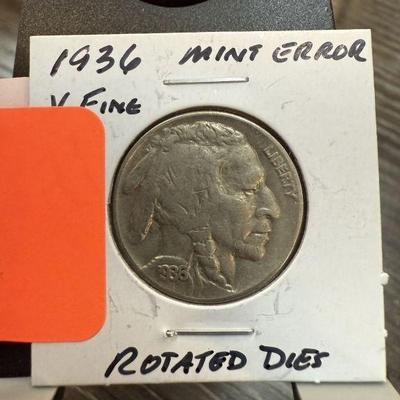 1936 MINT ERROR
V. FINE
LIBERTY
1936
ROTATED DIES